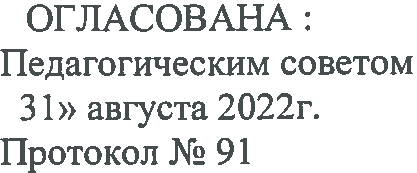 ОГЛАСОВАНА :
Педагогическим советом
31» августа 2022г.
Протокол № 91